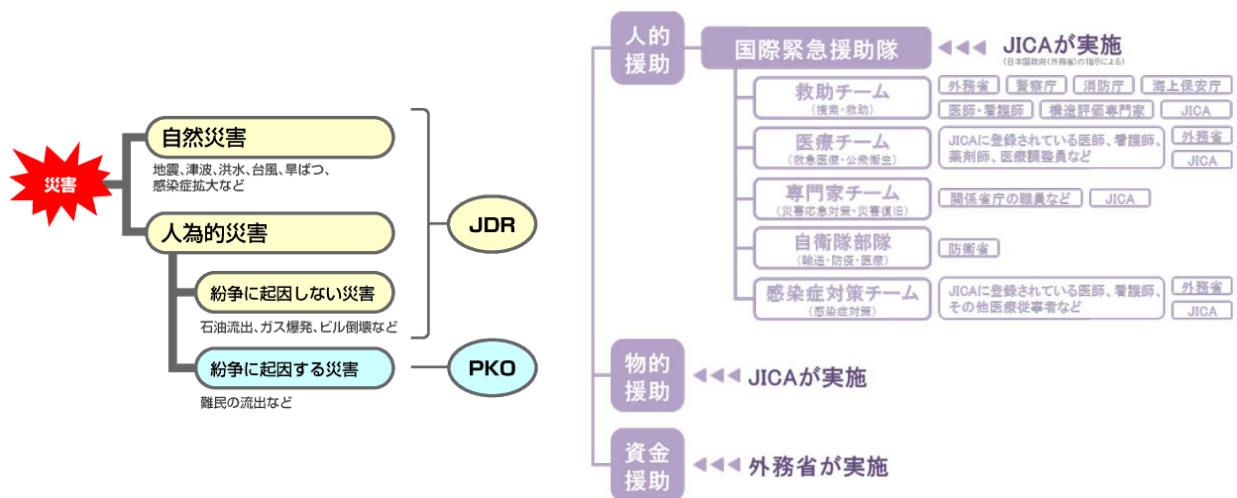 災害
自然災害
地震、津波、洪水、台風、旱ばつ、
感染症拡大など
人為的災害
紛争に起因しない災害
石油流出、ガス爆発、ビル倒壊など
紛争に起因する災害
難民の流出など
JDR
PKO
人的
援助
国際緊急援助隊
JICAが実施
(日本国政府(外務省)の指示による)
救助チーム
(捜索・救助)
外務省
警察庁
消防庁
海上保安庁
医師・看護師
構造評価専門家
JICA
医療チーム
(救急医療・公衆衛生)
JICAに登録されている医師、看護師、
薬剤師、医療調整員など
外務省
JICA
専門家チーム
(災害応急対策・災害復旧)
関係省庁の職員など
JICA
自衛隊部隊
(輸送・防疫・医療)
防衛省
感染症対策チーム
(感染症対策)
JICAに登録されている医師、看護師、
その他医療従事者など
外務省
JICA
物的
援助
JICAが実施
資金
援助
外務省が実施